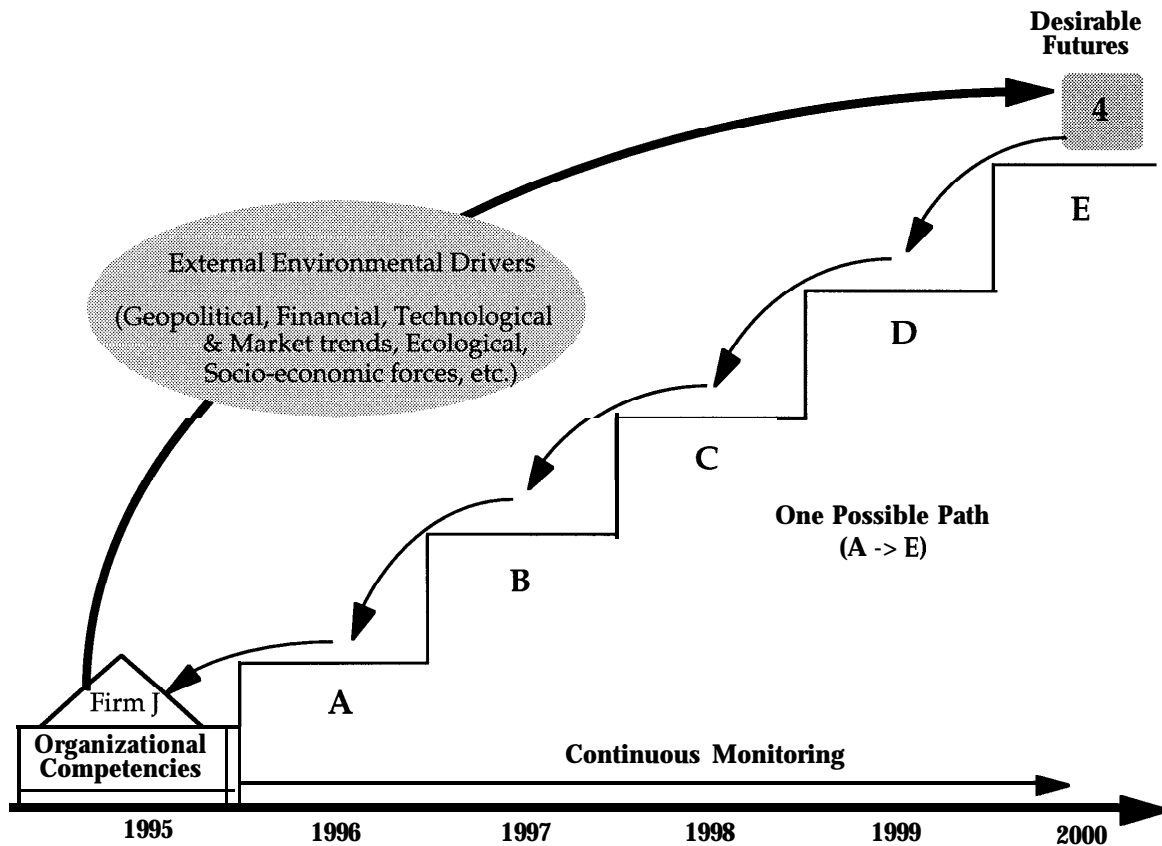 Desirable
Futures
4
E
External Environmental Drivers
(Geopolitical, Financial, Technological
& Market trends, Ecological,
Socio-economic forces, etc.)
D
C
One Possible Path
(A -> E)
B
A
Firm J
Organizational
Competencies
Continuous Monitoring
1995 1996 1997 1998 1999 2000